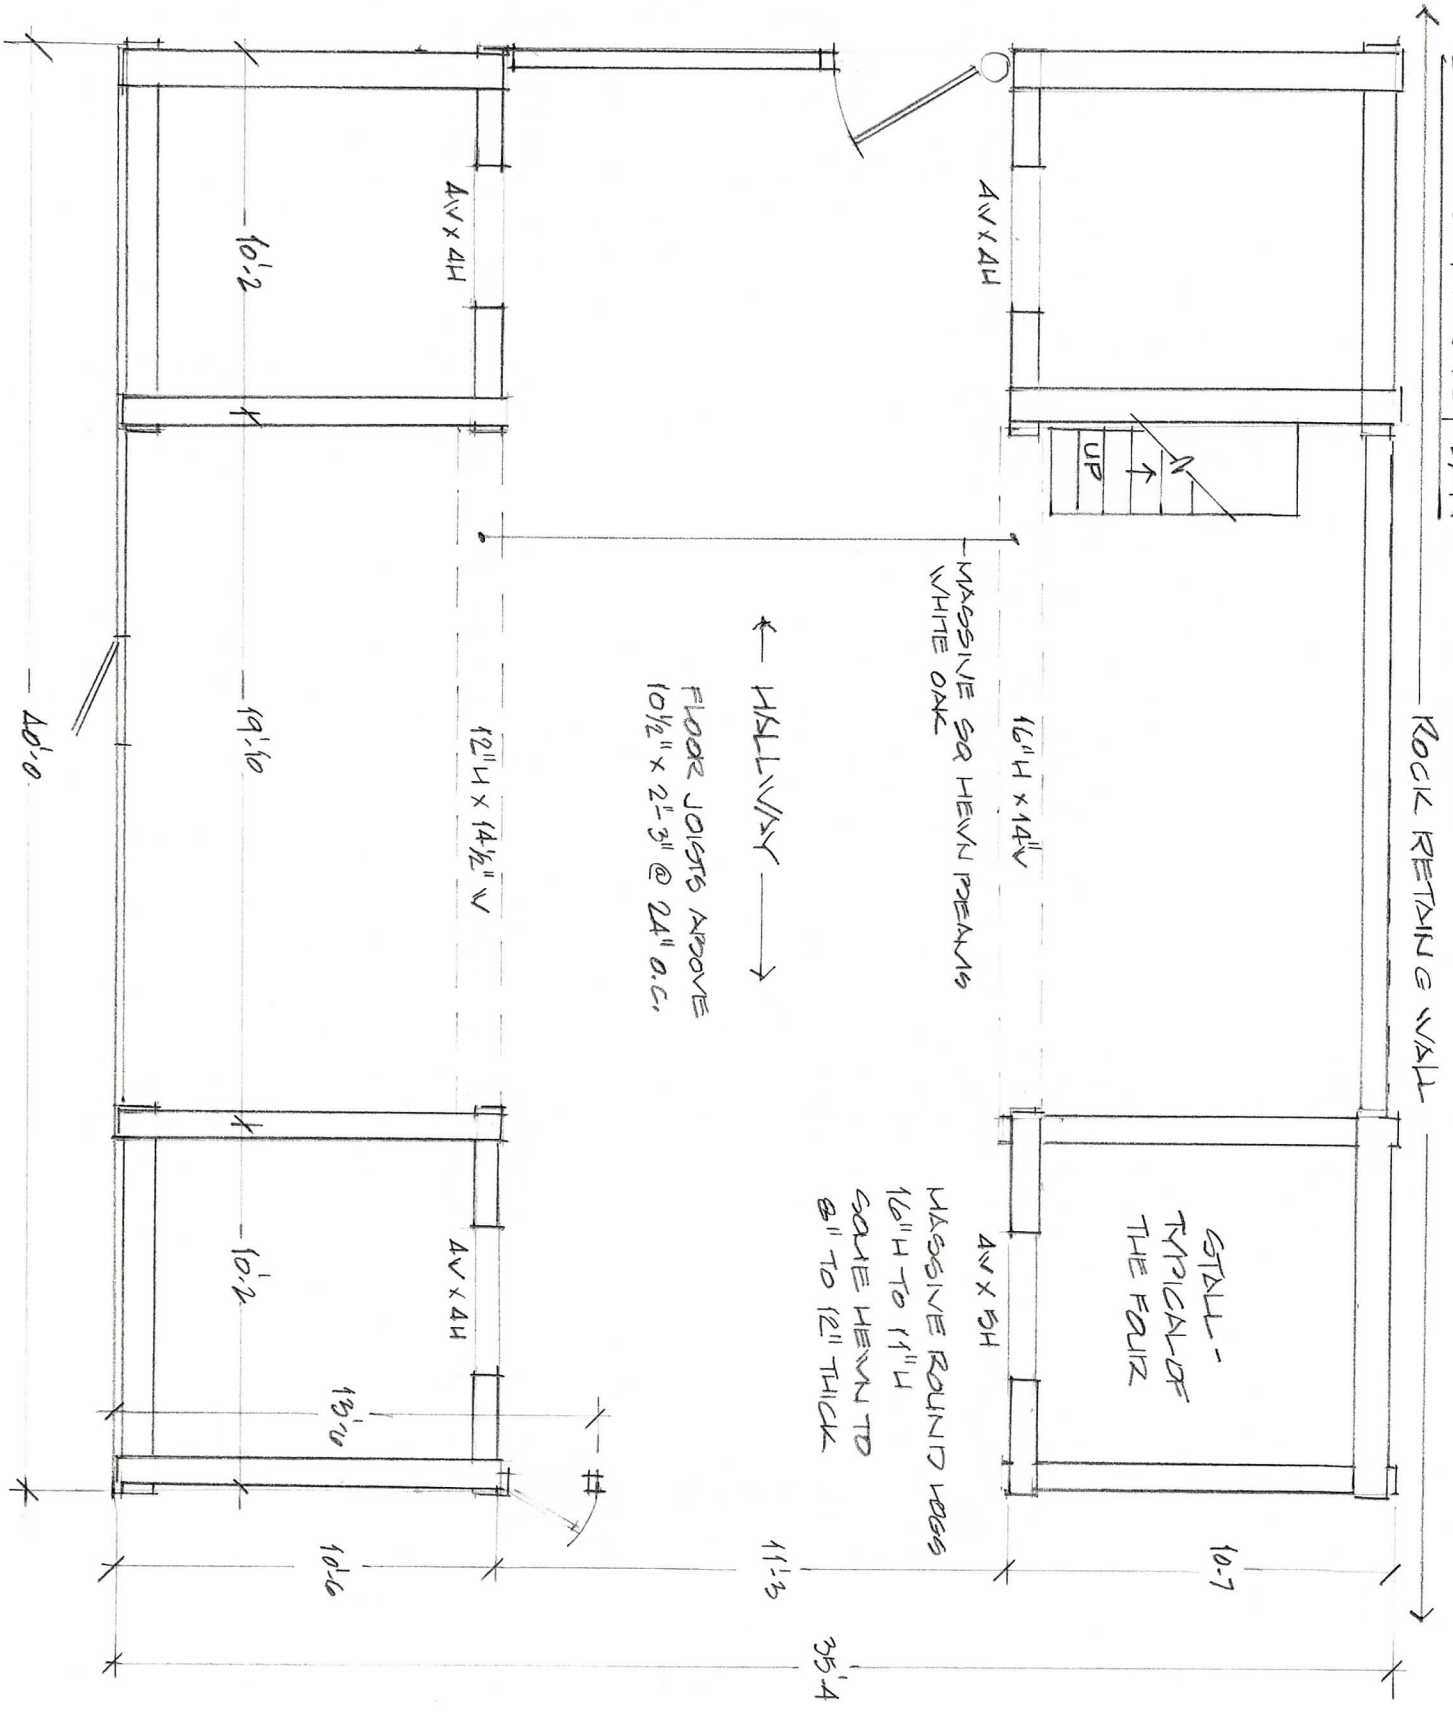 ROCK RETAING WALL
10-7
STALL -
TYPICAL OF
THE FOUR
UP
4W X 4H
16"H X 14"W
4W X 5H
MASSIVE SQ HEWN BEAMS
WHITE OAK
MASSIVE ROUND LOGS
16"H TO 11"H
SOME HEWN TO
8" TO 12" THICK
HALLWAY
14'-3
35'-4
FLOOR JOISTS ABOVE
10½" X 2"-3" @ 24" O.C.
4W X 4H
12"H X 14½" W
4W X 4H
13'-6
10'-6
10'-2
19'-10
10'-2
40'-0